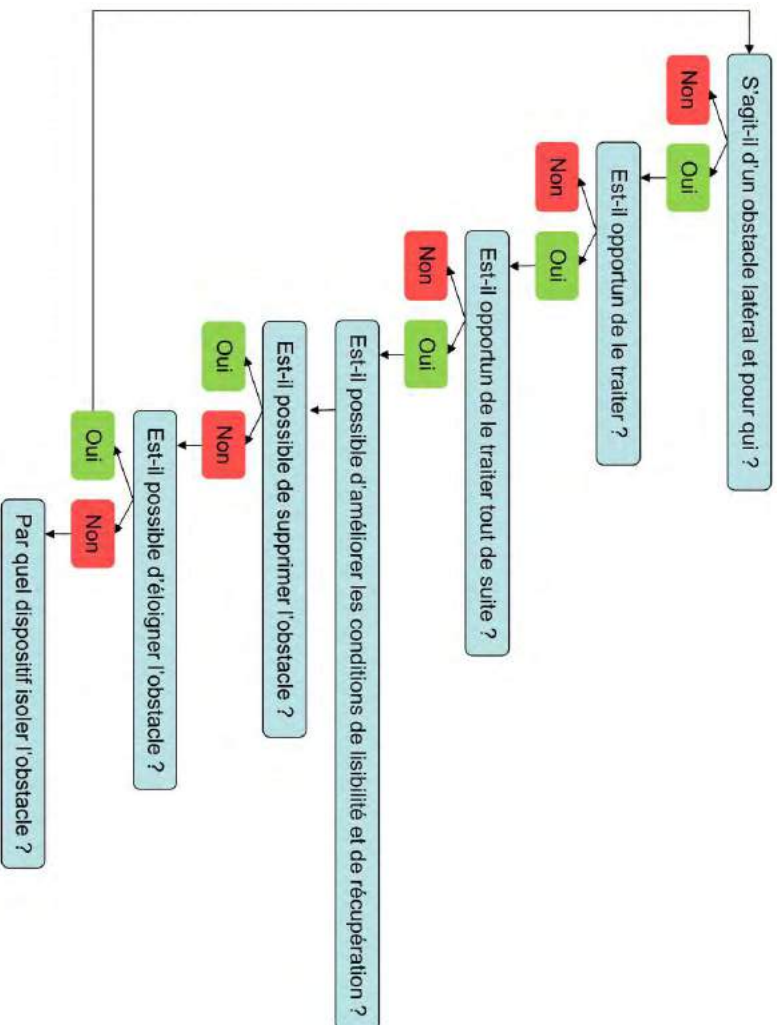 S'agit-il d'un obstacle latéral et pour qui ?
Non
Oui
Est-il opportun de le traiter ?
Non
Oui
Est-il opportun de le traiter tout de suite ?
Non
Oui
Est-il possible d'améliorer les conditions de lisibilité et de récupération ?
Est-il possible de supprimer l'obstacle ?
Oui
Non
Est-il possible d'éloigner l'obstacle ?
Oui
Non
Par quel dispositif isoler l'obstacle ?